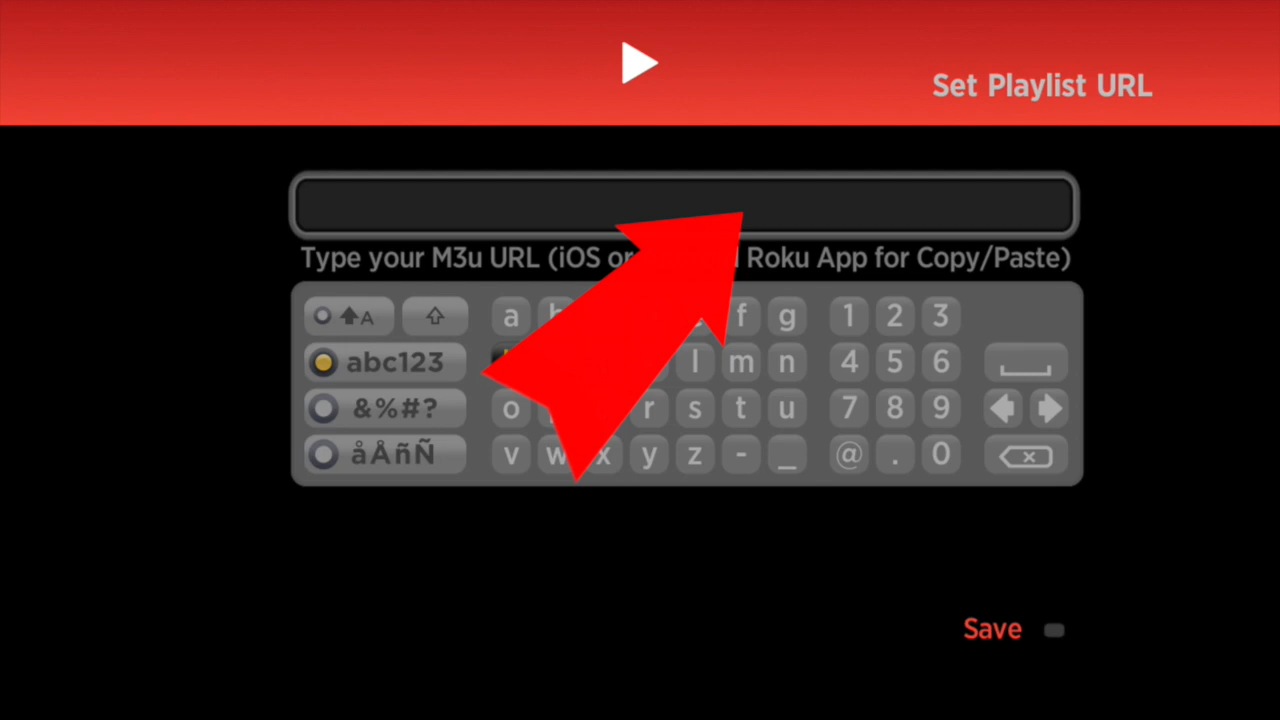 Set Playlist URL
Type your M3u URL (iOS or Roku App for Copy/Paste)
A a f g 1 2 3
abc123 l m n 4 5 6
&%#? o r s t u 7 8 9
åÅñÑ v w x y z - _ @ . 0
Save